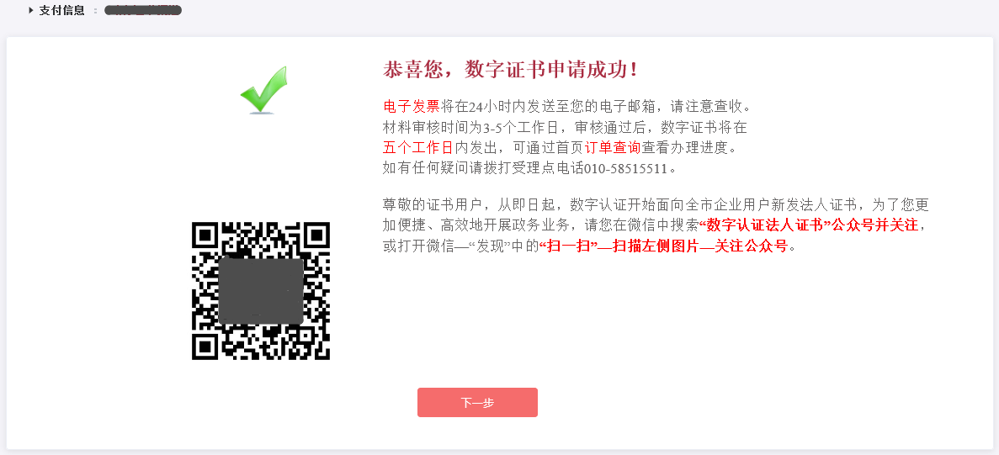 支付信息 :
恭喜您，数字证书申请成功！
电子发票将在24小时内发送至您的电子邮箱，请注意查收。
材料审核时间为3-5个工作日，审核通过后，数字证书将在
五个工作日内发出，可通过首页订单查询查看办理进度。
如有任何疑问请拨打受理点电话010-58515511。
尊敬的证书用户，从即日起，数字认证开始面向全市企业用户新发法人证书，为了您更
加便捷、高效地开展政务业务，请您在微信中搜索“数字认证法人证书”公众号并关注，
或打开微信—“发现”中的“扫一扫”—扫描左侧图片—关注公众号。
下一步